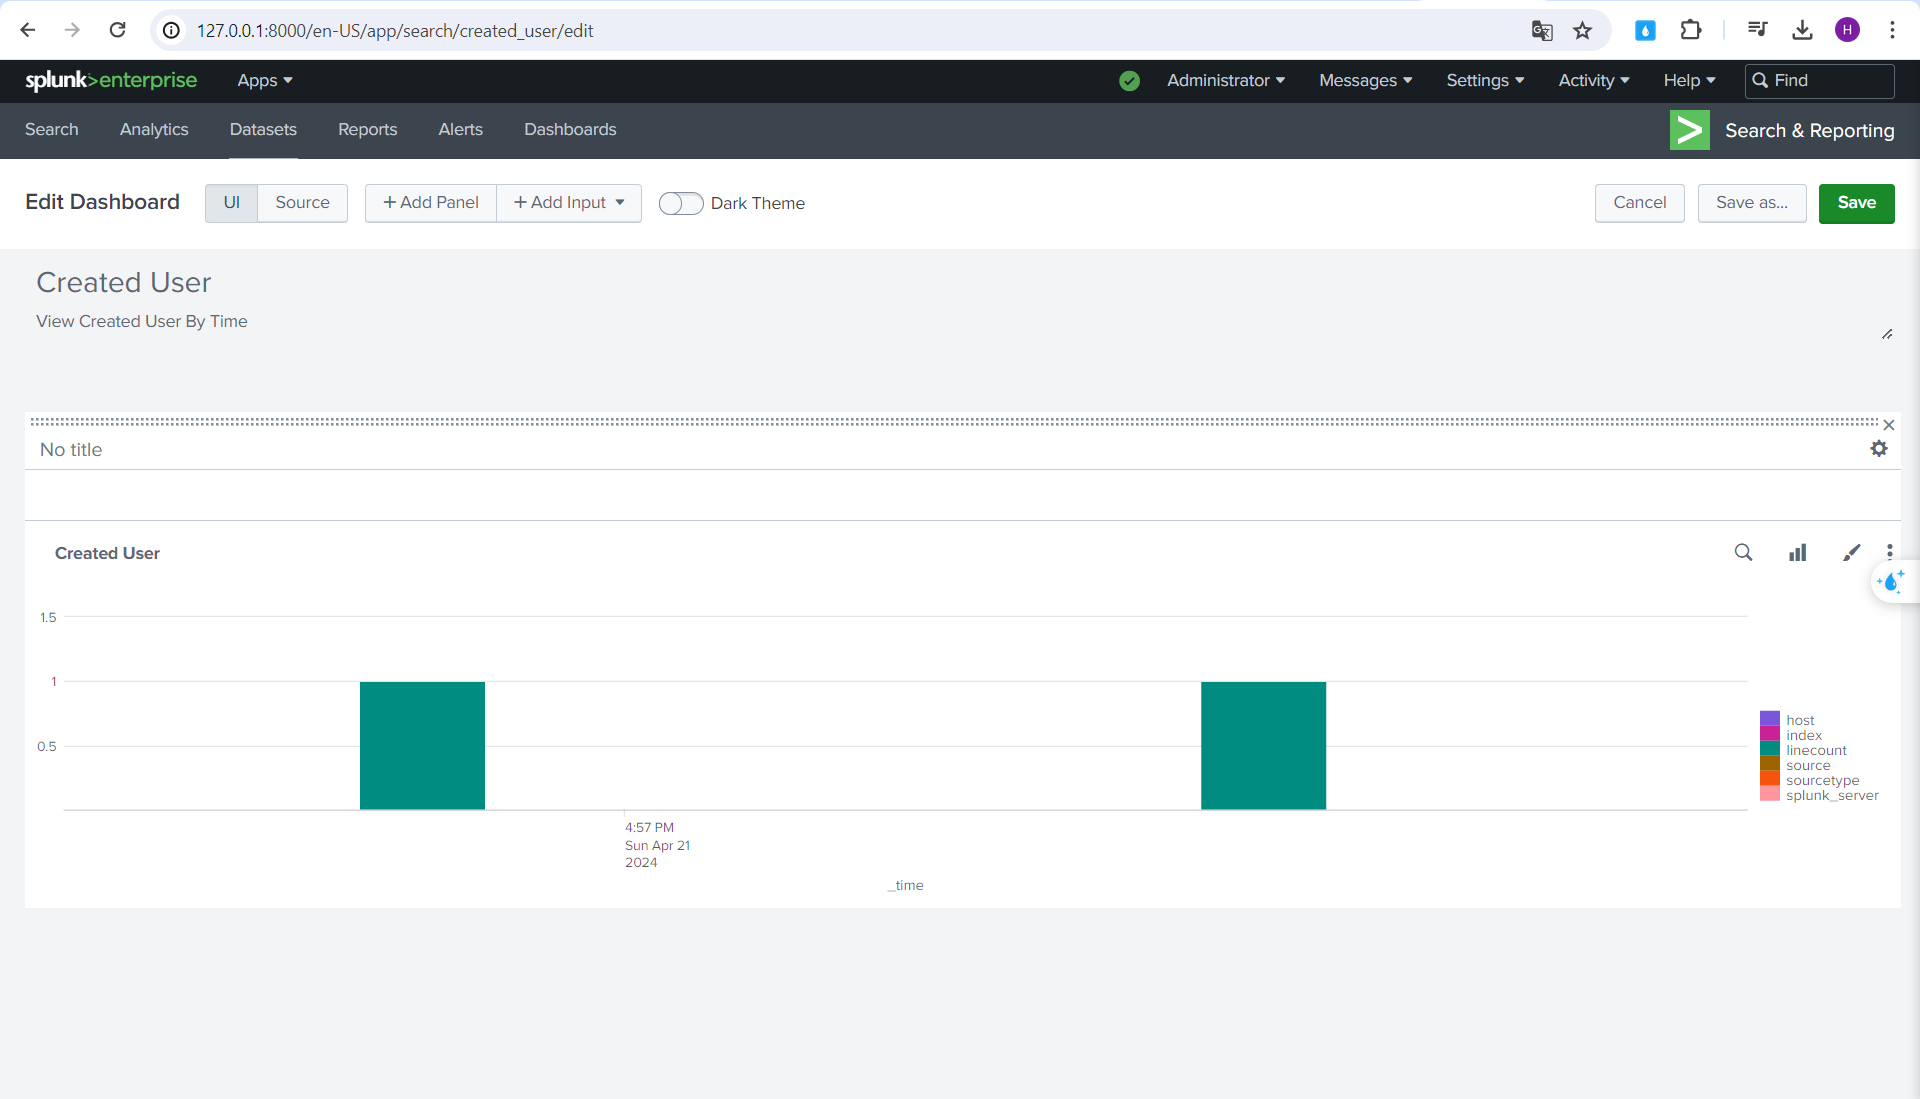 127.0.0.1:8000/en-US/app/search/created_user/edit
H
splunk>enterprise Apps Administrator Messages Settings Activity Help Find
Search Analytics Datasets Reports Alerts Dashboards > Search & Reporting
Edit Dashboard UI Source + Add Panel + Add Input Dark Theme Cancel Save as... Save
Created User
View Created User By Time
No title
Created User
1.5
1
0.5
host
index
linecount
source
sourcetype
splunk_server
4:57 PM
Sun Apr 21
2024
_time